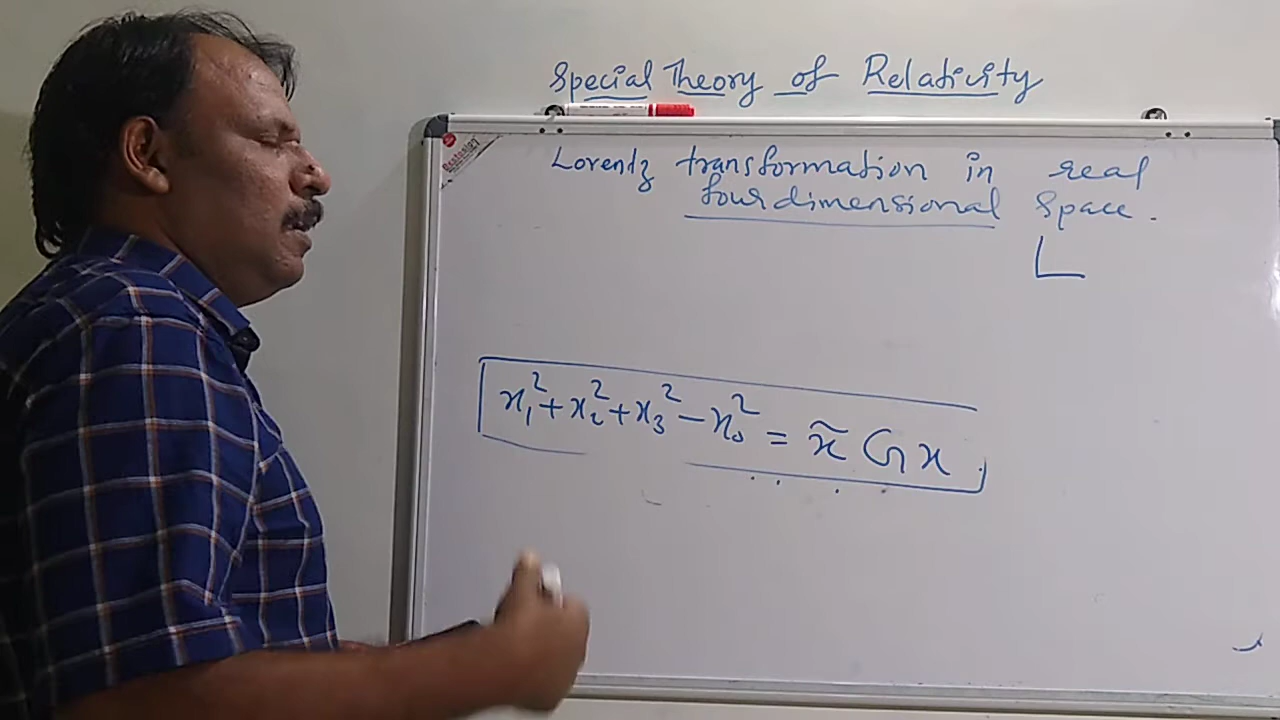 Special Theory of Relativity
Lorentz transformation in real
four dimensional space.
L
x₁² + x₂² + x₃² − x₀² = x̃ G x